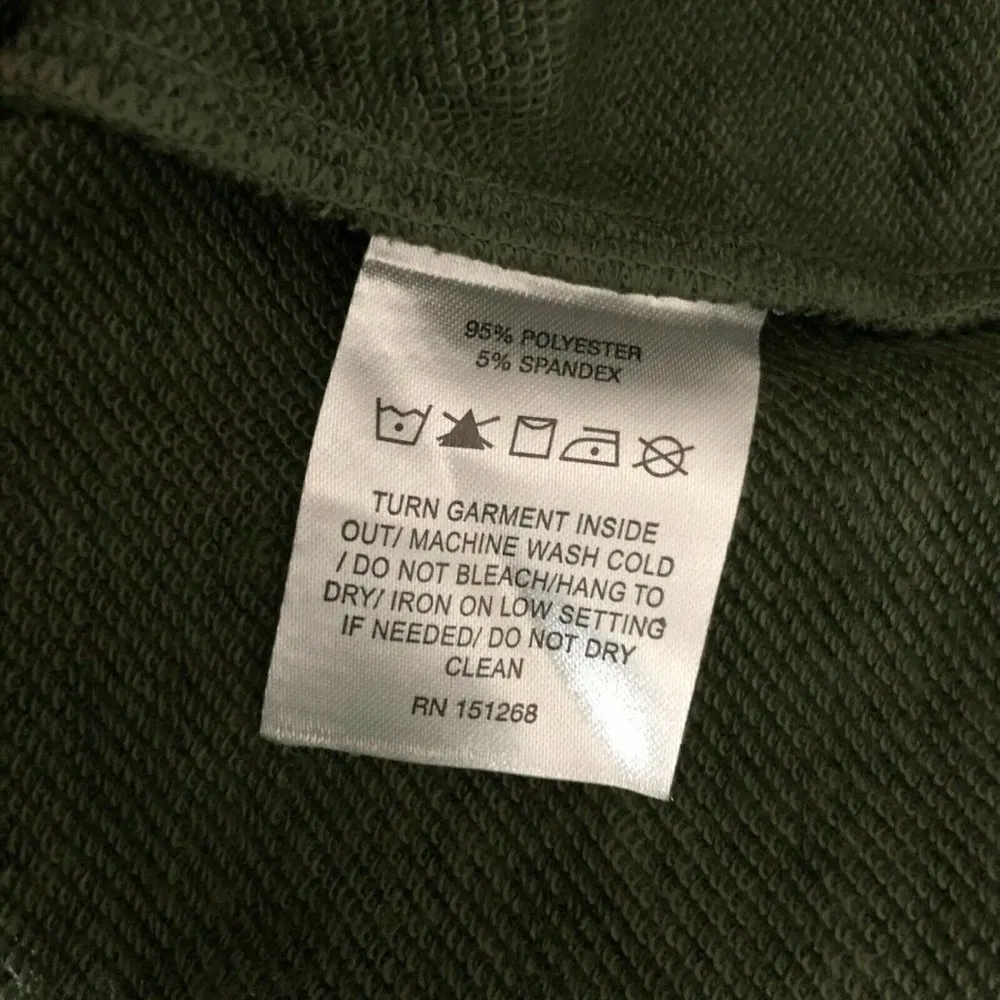 95% POLYESTER
5% SPANDEX
TURN GARMENT INSIDE
OUT/ MACHINE WASH COLD
/ DO NOT BLEACH/HANG TO
DRY/ IRON ON LOW SETTING
IF NEEDED/ DO NOT DRY
CLEAN
RN 151268